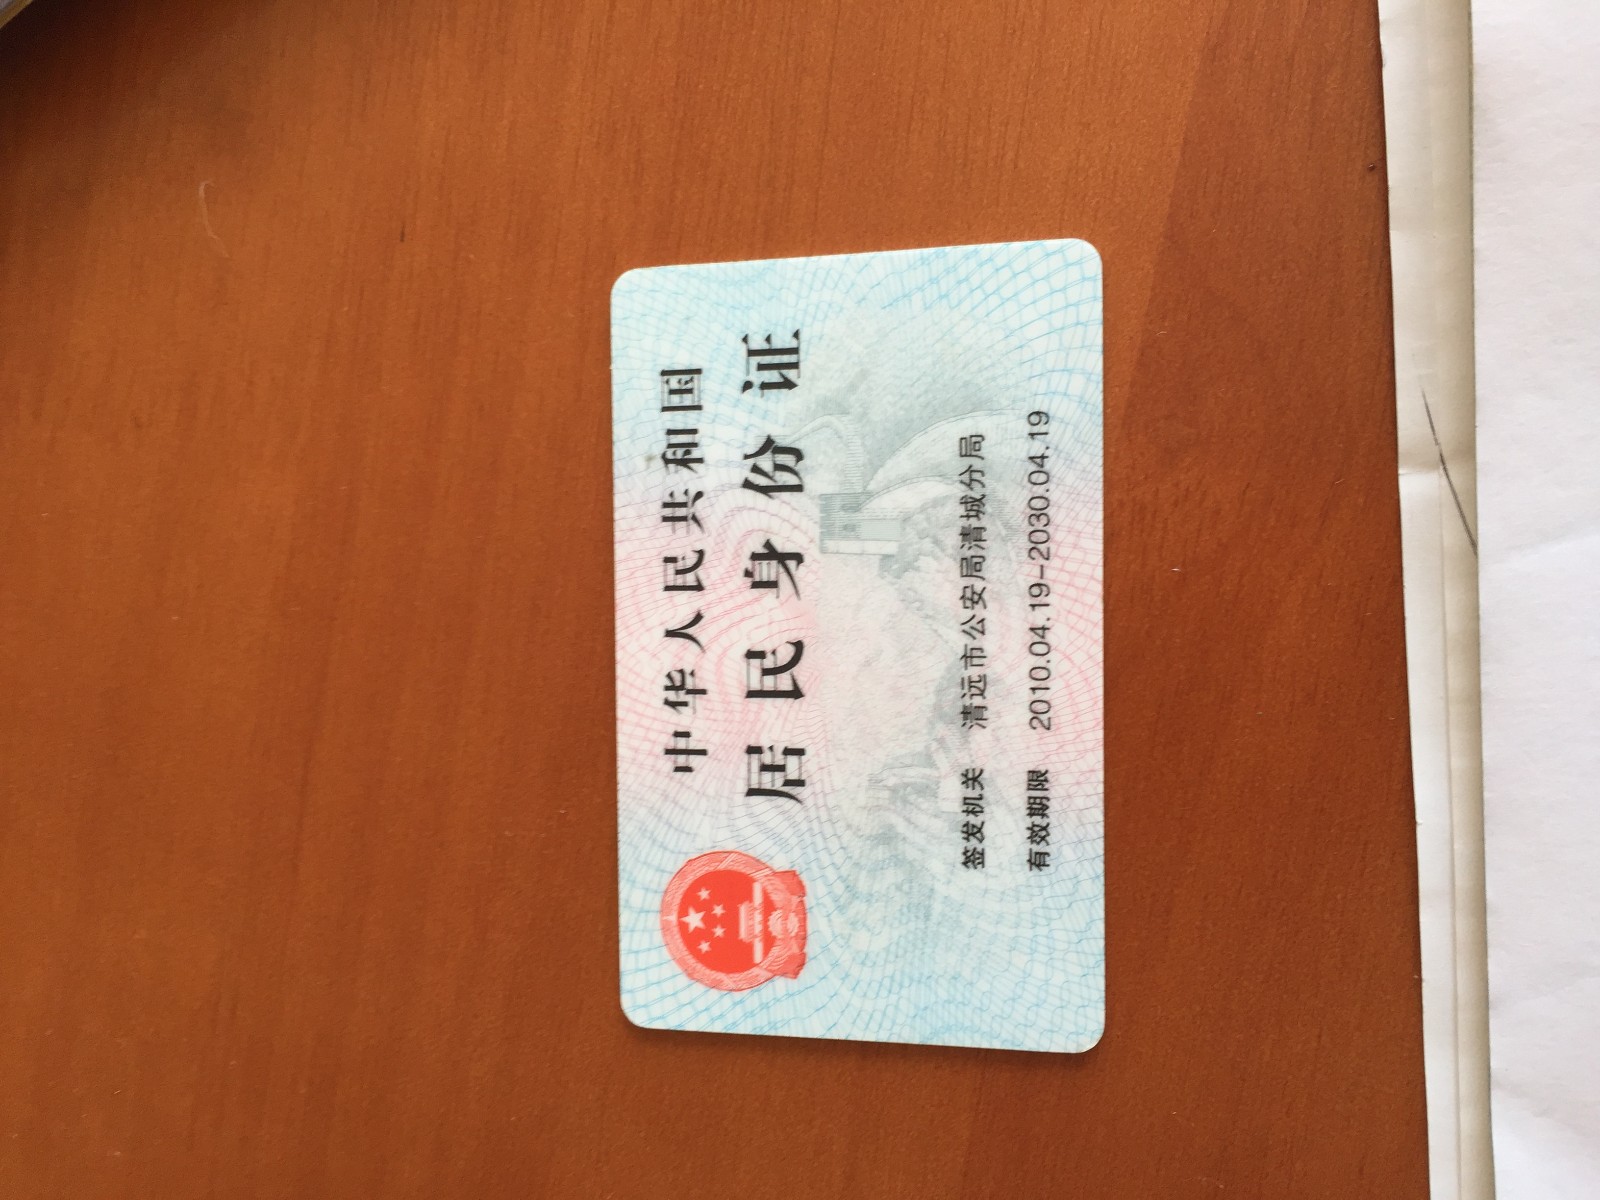 中华人民共和国
居民身份证
签发机关 清远市公安局清城分局
有效期限 2010.04.19-2030.04.19